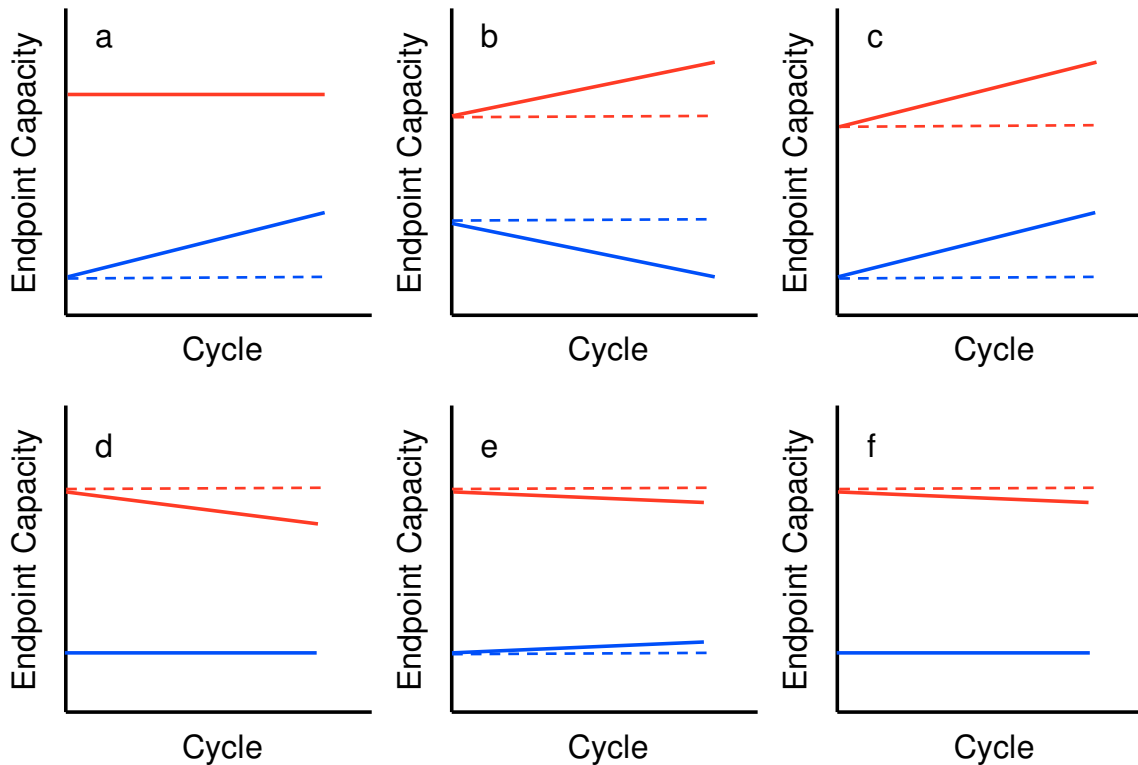 a
Endpoint Capacity
Cycle
b
Endpoint Capacity
Cycle
c
Endpoint Capacity
Cycle
d
Endpoint Capacity
Cycle
e
Endpoint Capacity
Cycle
f
Endpoint Capacity
Cycle